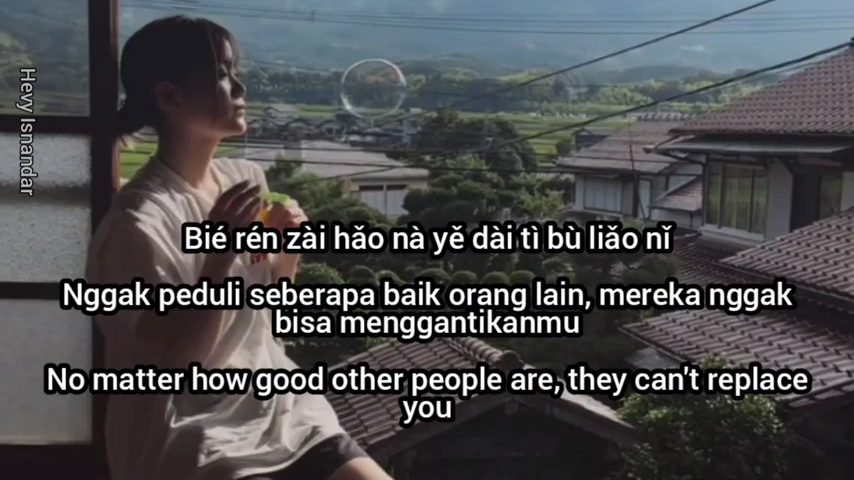 Hevy Isnandar
Bié rén zài hǎo nà yě dài tì bù liǎo nǐ
Nggak peduli seberapa baik orang lain, mereka nggak
bisa menggantikanmu
No matter how good other people are, they can't replace
you